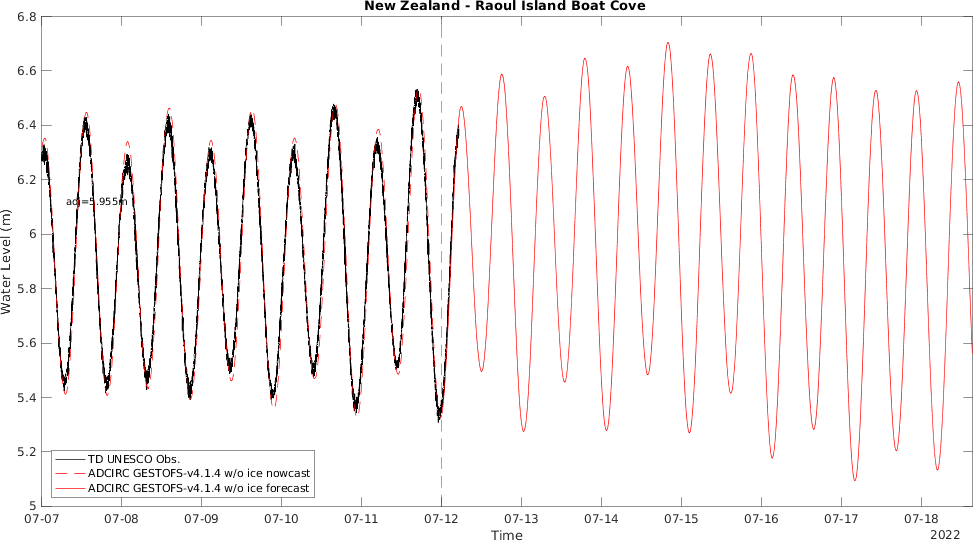 New Zealand - Raoul Island Boat Cove
6.8
6.6
6.4
6.2
6
5.8
5.6
5.4
5.2
5
Water Level (m)
adj=5.955m
TD UNESCO Obs.
ADCIRC GESTOFS-v4.1.4 w/o ice nowcast
ADCIRC GESTOFS-v4.1.4 w/o ice forecast
07-07 07-08 07-09 07-10 07-11 07-12 07-13 07-14 07-15 07-16 07-17 07-18
Time
2022